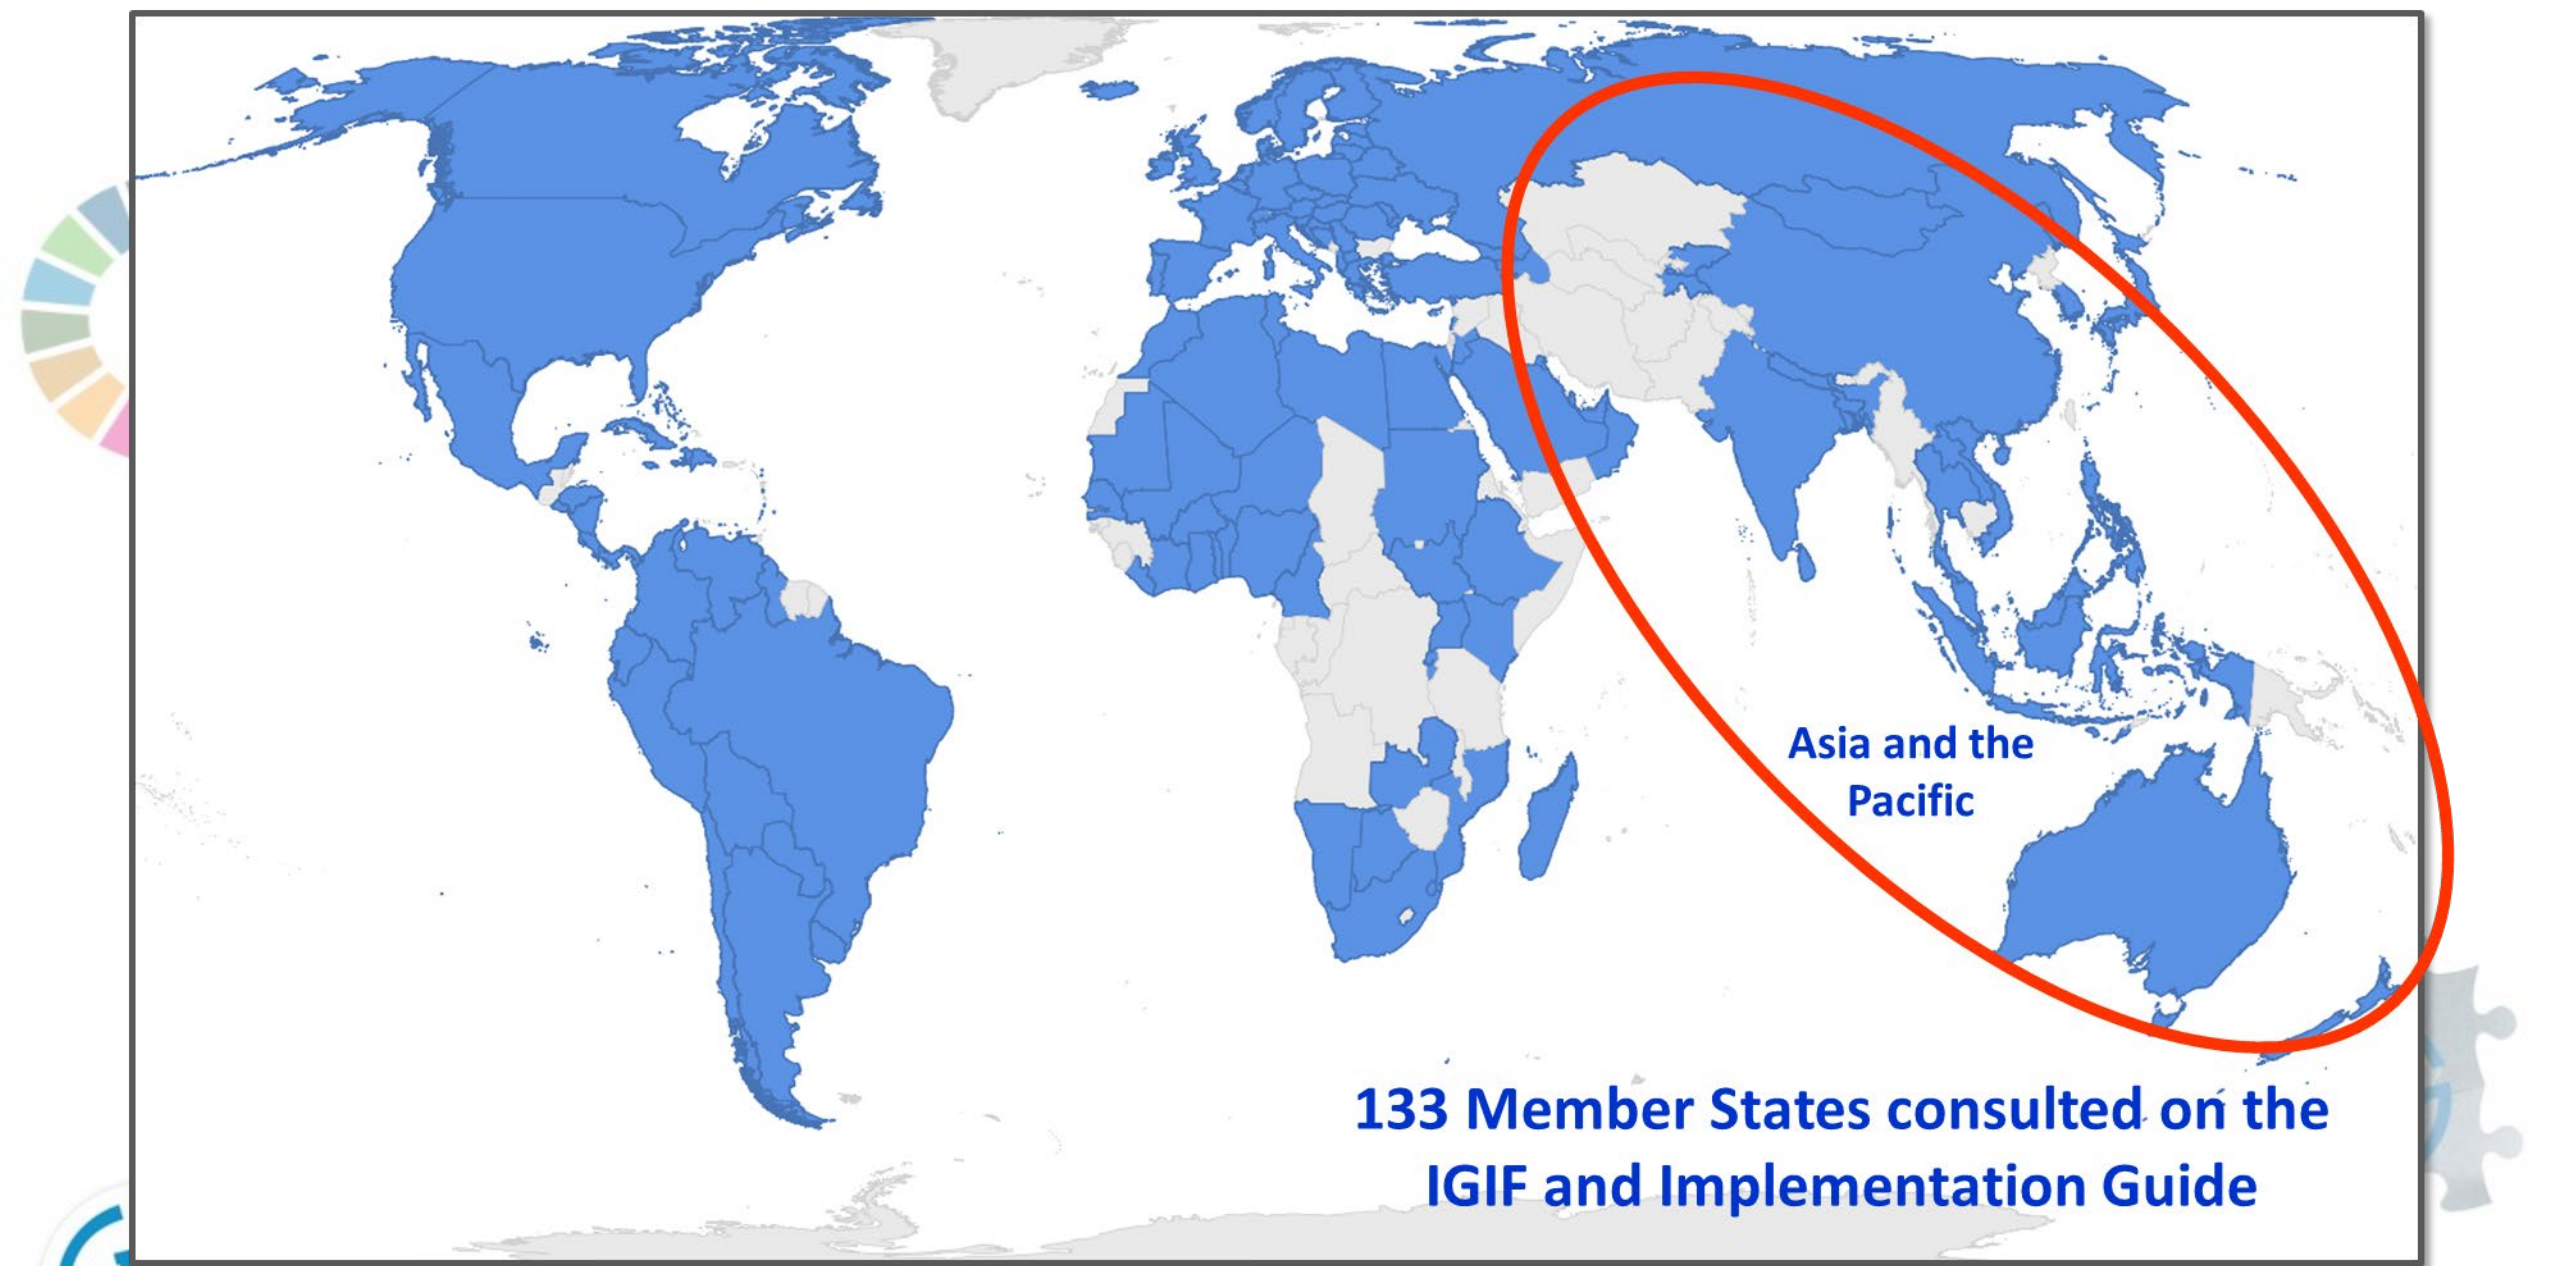 Asia and the
Pacific
133 Member States consulted on the
IGIF and Implementation Guide